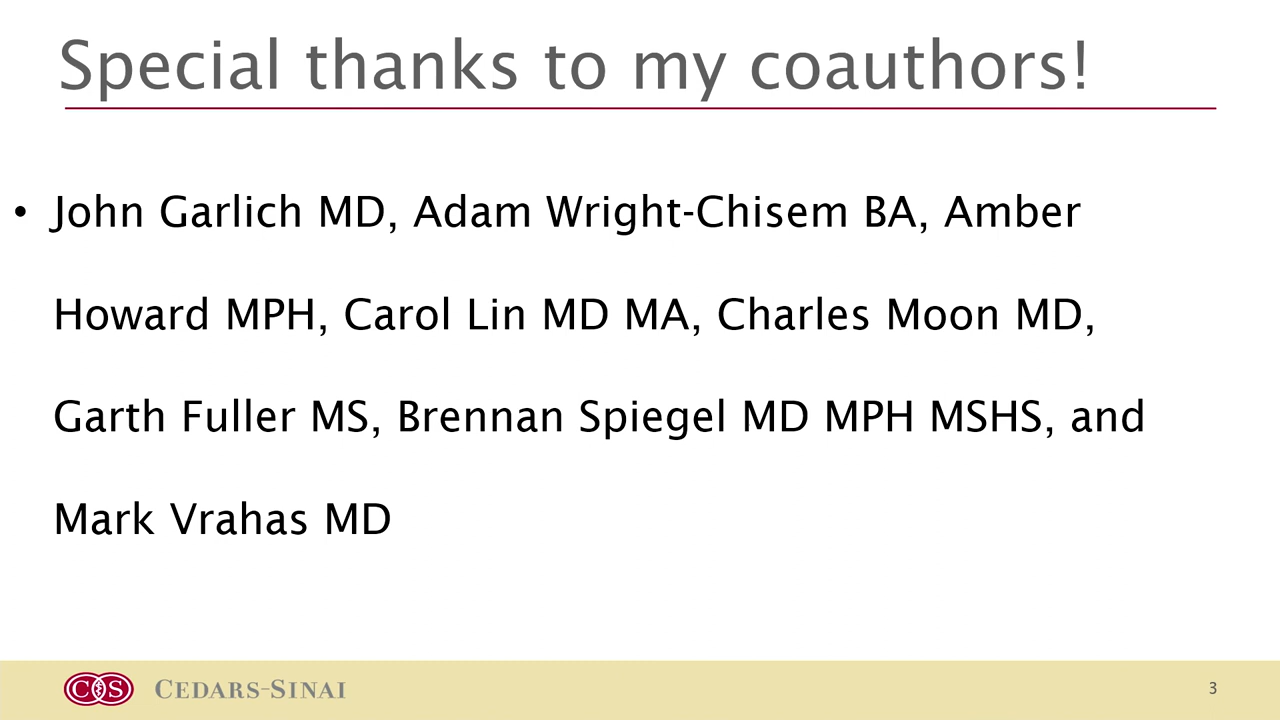 Special thanks to my coauthors!
• John Garlich MD, Adam Wright-Chisem BA, Amber
Howard MPH, Carol Lin MD MA, Charles Moon MD,
Garth Fuller MS, Brennan Spiegel MD MPH MSHS, and
Mark Vrahas MD
CS CEDARS-SINAI
3